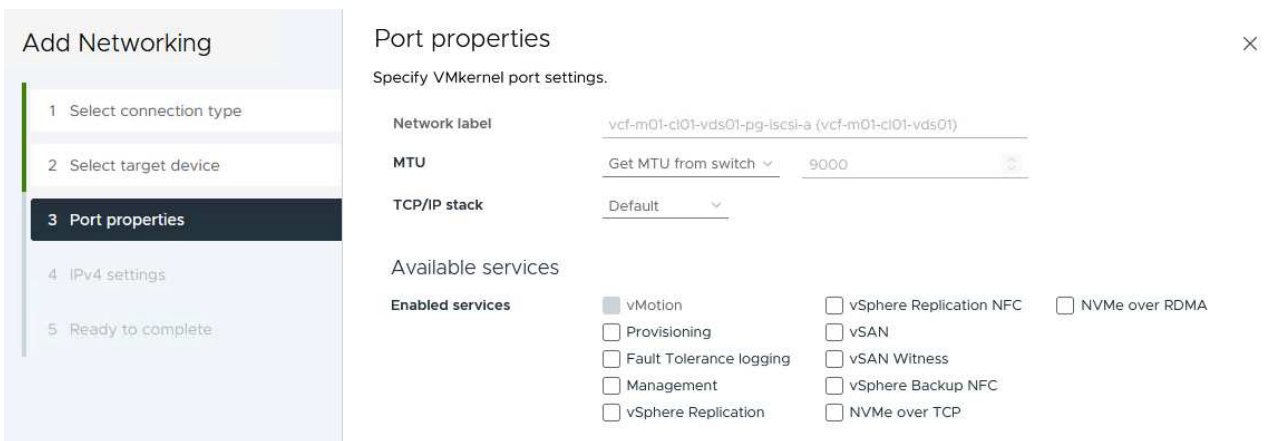 Add Networking
1 Select connection type
2 Select target device
3 Port properties
4 IPv4 settings
5 Ready to complete
Port properties
Specify VMkernel port settings.
Network label vcf-m01-cl01-vds01-pg-iscsi-a (vcf-m01-cl01-vds01)
MTU Get MTU from switch 9000
TCP/IP stack Default
Available services
Enabled services vMotion vSphere Replication NFC NVMe over RDMA
Provisioning vSAN
Fault Tolerance logging vSAN Witness
Management vSphere Backup NFC
vSphere Replication NVMe over TCP